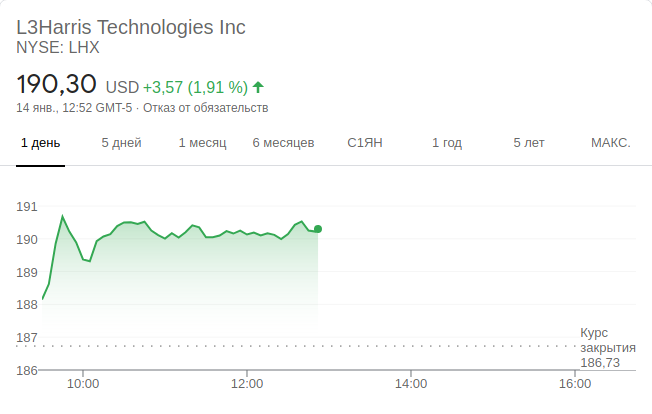 L3Harris Technologies Inc
NYSE: LHX
190,30 USD +3,57 (1,91 %)
14 янв., 12:52 GMT-5 · Отказ от обязательств
1 день 5 дней 1 месяц 6 месяцев С1ЯН 1 год 5 лет МАКС.
191
190
189
188
187
Курс
закрытия
186,73
186
10:00 12:00 14:00 16:00